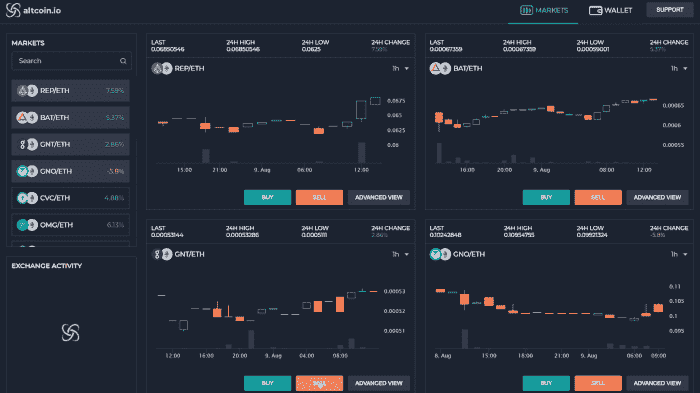 altcoin.io
MARKETS
WALLET
SUPPORT
MARKETS
Search
REP/ETH 7.59%
BAT/ETH 5.37%
GNT/ETH 2.86%
GNO/ETH -5.8%
CVC/ETH 4.88%
OMG/ETH 6.13%
EXCHANGE ACTIVITY
LAST 24H HIGH 24H LOW 24H CHANGE
0.06850546 0.06850546 0.0625 7.59%
REP/ETH 1h
0.0675
0.065
0.0625
0.06
15:00 21:00 9. Aug 06:00 12:00
BUY SELL ADVANCED VIEW
LAST 24H HIGH 24H LOW 24H CHANGE
0.00067359 0.00067359 0.00059001 5.37%
BAT/ETH 1h
0.00065
0.0006
0.00055
16:00 21:00 9. Aug 08:00 12:00
BUY SELL ADVANCED VIEW
LAST 24H HIGH 24H LOW 24H CHANGE
0.00053144 0.00053286 0.0005111 2.86%
GNT/ETH 1h
0.00053
0.00052
0.00051
12:00 16:00 20:00 9. Aug 04:00 08:00
BUY SELL ADVANCED VIEW
LAST 24H HIGH 24H LOW 24H CHANGE
0.10242848 0.10954795 0.09921324 -5.8%
GNO/ETH 1h
0.11
0.105
0.1
0.095
8. Aug 15:00 18:00 9. Aug 06:00 09:00
BUY SELL ADVANCED VIEW